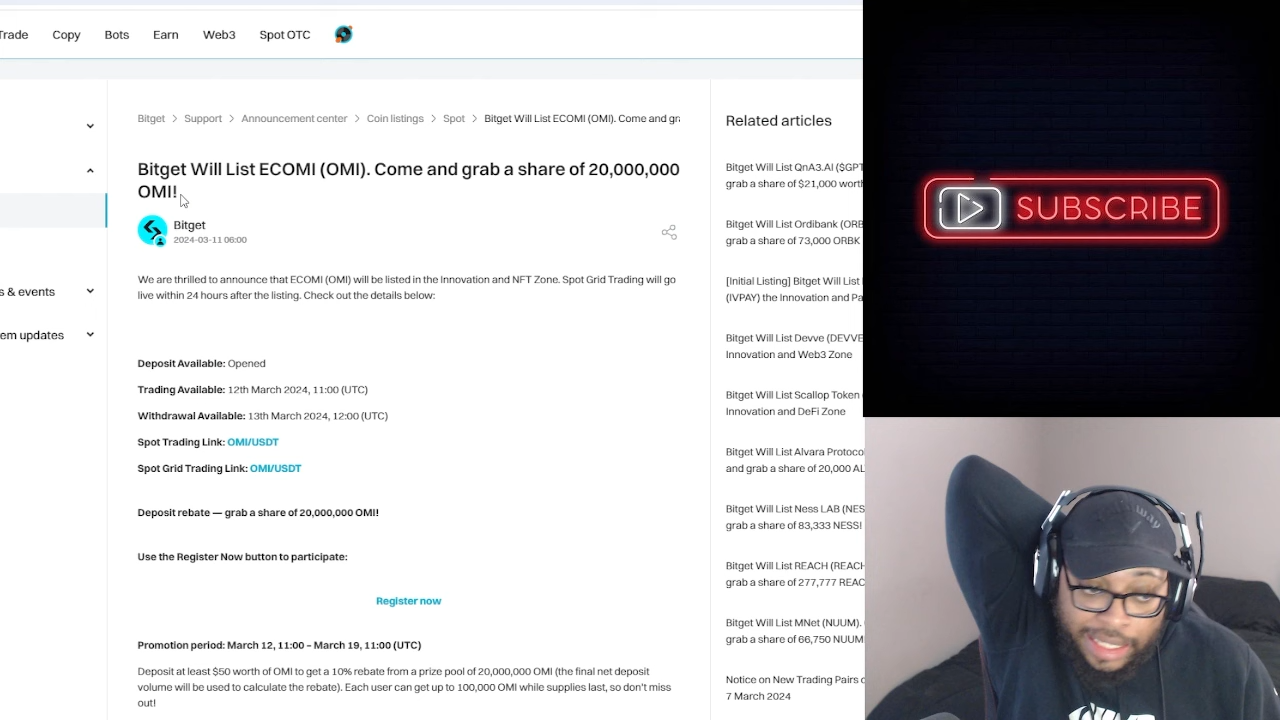 Trade Copy Bots Earn Web3 Spot OTC
Bitget > Support > Announcement center > Coin listings > Spot > Bitget Will List ECOMI (OMI). Come and
Bitget Will List ECOMI (OMI). Come and grab a share of 20,000,000
OMI!
Bitget
2024-03-11 06:00
We are thrilled to announce that ECOMI (OMI) will be listed in the Innovation and NFT Zone. Spot Grid Trading will go
live within 24 hours after the listing. Check out the details below:
Deposit Available: Opened
Trading Available: 12th March 2024, 11:00 (UTC)
Withdrawal Available: 13th March 2024, 12:00 (UTC)
Spot Trading Link: OMI/USDT
Spot Grid Trading Link: OMI/USDT
Deposit rebate — grab a share of 20,000,000 OMI!
Use the Register Now button to participate:
Register now
Promotion period: March 12, 11:00 – March 19, 11:00 (UTC)
Deposit at least $50 worth of OMI to get a 10% rebate from a prize pool of 20,000,000 OMI (the final net deposit
volume will be used to calculate the rebate). Each user can get up to 100,000 OMI while supplies last, so don't miss
out!
s & events
em updates
Related articles
Bitget Will List QnA3.AI ($GPT
grab a share of $21,000 worth
Bitget Will List Ordibank (ORB
grab a share of 73,000 ORBK
[Initial Listing] Bitget Will List
(IVPAY) the Innovation and Pa
Bitget Will List Devve (DEVVE
Innovation and Web3 Zone
Bitget Will List Scallop Token
Innovation and DeFi Zone
Bitget Will List Alvara Protoco
and grab a share of 20,000 AL
Bitget Will List Ness LAB (NES
grab a share of 83,333 NESS!
Bitget Will List REACH (REACH
grab a share of 277,777 REAC
Bitget Will List MNet (NUUM).
grab a share of 66,750 NUUM
Notice on New Trading Pairs
7 March 2024
SUBSCRIBE